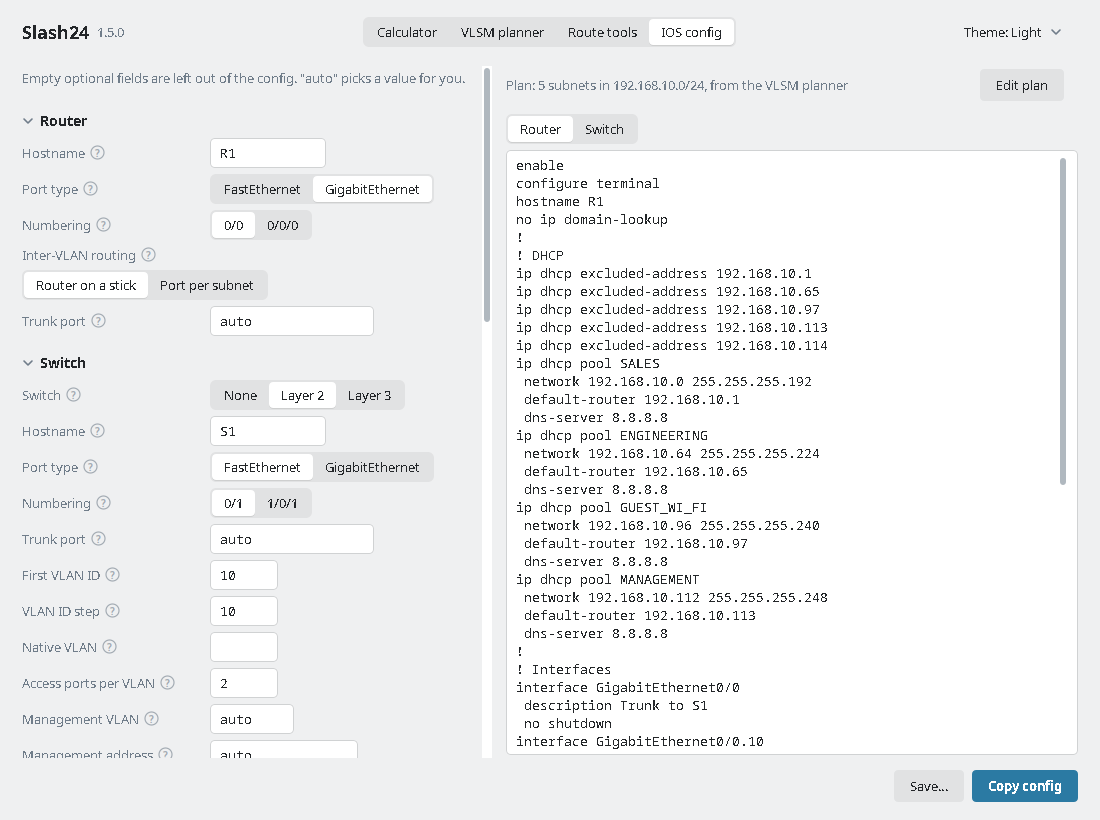 Slash24 1.5.0
Calculator VLSM planner Route tools IOS config
Theme: Light
Empty optional fields are left out of the config. "auto" picks a value for you.
Router
Hostname ? R1
Port type ? FastEthernet GigabitEthernet
Numbering ? 0/0 0/0/0
Inter-VLAN routing ?
Router on a stick Port per subnet
Trunk port ? auto
Switch
Switch ? None Layer 2 Layer 3
Hostname ? S1
Port type ? FastEthernet GigabitEthernet
Numbering ? 0/1 1/0/1
Trunk port ? auto
First VLAN ID ? 10
VLAN ID step ? 10
Native VLAN ?
Access ports per VLAN ? 2
Management VLAN ? auto
Management address ? auto
Plan: 5 subnets in 192.168.10.0/24, from the VLSM planner
Edit plan
Router Switch
enable
configure terminal
hostname R1
no ip domain-lookup
!
! DHCP
ip dhcp excluded-address 192.168.10.1
ip dhcp excluded-address 192.168.10.65
ip dhcp excluded-address 192.168.10.97
ip dhcp excluded-address 192.168.10.113
ip dhcp excluded-address 192.168.10.114
ip dhcp pool SALES
network 192.168.10.0 255.255.255.192
default-router 192.168.10.1
dns-server 8.8.8.8
ip dhcp pool ENGINEERING
network 192.168.10.64 255.255.255.224
default-router 192.168.10.65
dns-server 8.8.8.8
ip dhcp pool GUEST_WI_FI
network 192.168.10.96 255.255.255.240
default-router 192.168.10.97
dns-server 8.8.8.8
ip dhcp pool MANAGEMENT
network 192.168.10.112 255.255.255.248
default-router 192.168.10.113
dns-server 8.8.8.8
!
! Interfaces
interface GigabitEthernet0/0
description Trunk to S1
no shutdown
interface GigabitEthernet0/0.10
Save...
Copy config